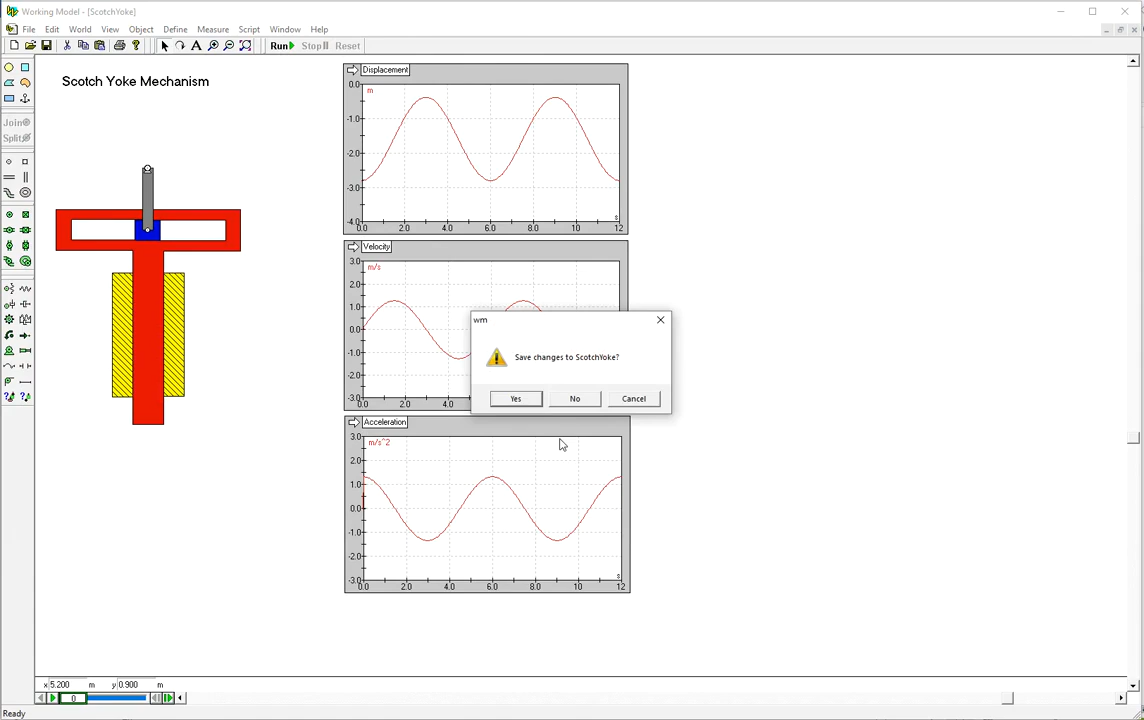 Working Model - [ScotchYoke]
File Edit World View Object Define Measure Script Window Help
A Run Stop Reset
Join
Split
Scotch Yoke Mechanism
Displacement
m
0.0
-1.0
-2.0
-3.0
-4.0
s
0.0 2.0 4.0 6.0 8.0 10 12
Velocity
m/s
3.0
2.0
1.0
0.0
-1.0
-2.0
-3.0
0.0 2.0 4.0
wm
Save changes to ScotchYoke?
Yes No Cancel
Acceleration
m/s^2
3.0
2.0
1.0
0.0
-1.0
-2.0
-3.0
s
0.0 2.0 4.0 6.0 8.0 10 12
x 5.200 m y 0.900 m
0
Ready